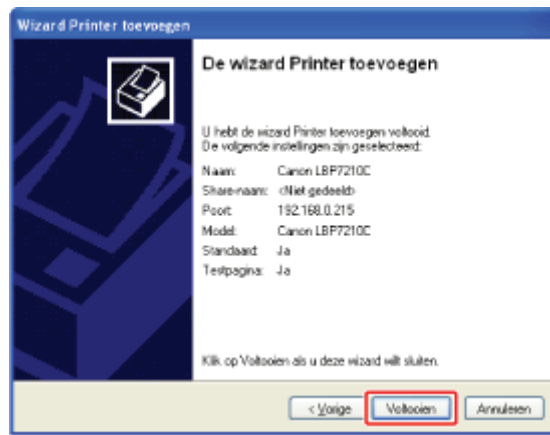 Wizard Printer toevoegen
De wizard Printer toevoegen
U hebt de wizard Printer toevoegen voltooid.
De volgende instellingen zijn geselecteerd:
Naam: Canon LBP7210C
Share-naam: <Niet gedeeld>
Poort: 192.168.0.215
Model: Canon LBP7210C
Standaard: Ja
Testpagina: Ja
Klik op Voltooien als u deze wizard wilt sluiten.
< Vorige Voltooien Annuleren